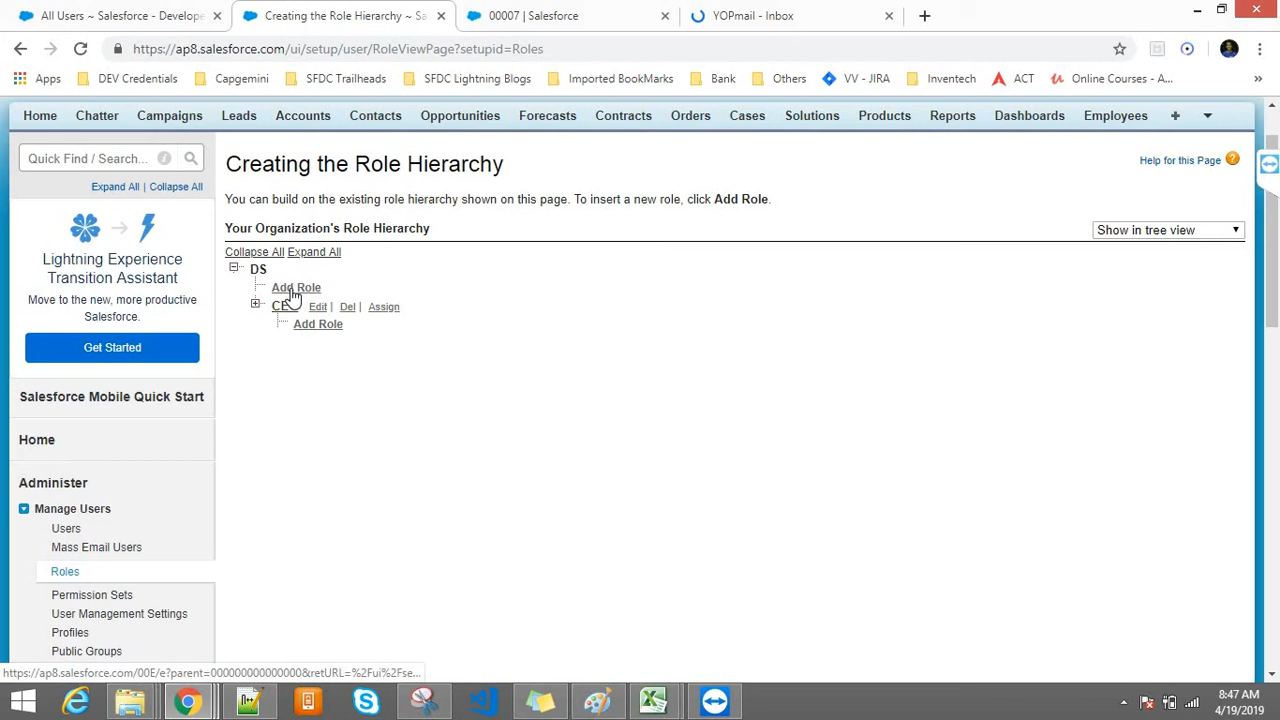 All Users ~ Salesforce - Develope
Creating the Role Hierarchy ~ Sa
00007 | Salesforce
YOPmail - Inbox
https://ap8.salesforce.com/ui/setup/user/RoleViewPage?setupid=Roles
Apps
DEV Credentials
Capgemini
SFDC Trailheads
SFDC Lightning Blogs
Imported BookMarks
Bank
Others
VV - JIRA
Inventech
ACT
Online Courses - A...
Home
Chatter
Campaigns
Leads
Accounts
Contacts
Opportunities
Forecasts
Contracts
Orders
Cases
Solutions
Products
Reports
Dashboards
Employees
Quick Find / Search...
Expand All | Collapse All
Lightning Experience
Transition Assistant
Move to the new, more productive
Salesforce.
Get Started
Salesforce Mobile Quick Start
Home
Administer
Manage Users
Users
Mass Email Users
Roles
Permission Sets
User Management Settings
Profiles
Public Groups
Creating the Role Hierarchy
Help for this Page
You can build on the existing role hierarchy shown on this page. To insert a new role, click Add Role.
Your Organization's Role Hierarchy
Show in tree view
Collapse All Expand All
DS
Add Role
Edit | Del | Assign
Add Role
https://ap8.salesforce.com/00E/e?parent=000000000000000&retURL=%2Fui%2Fse...
8:47 AM
4/19/2019